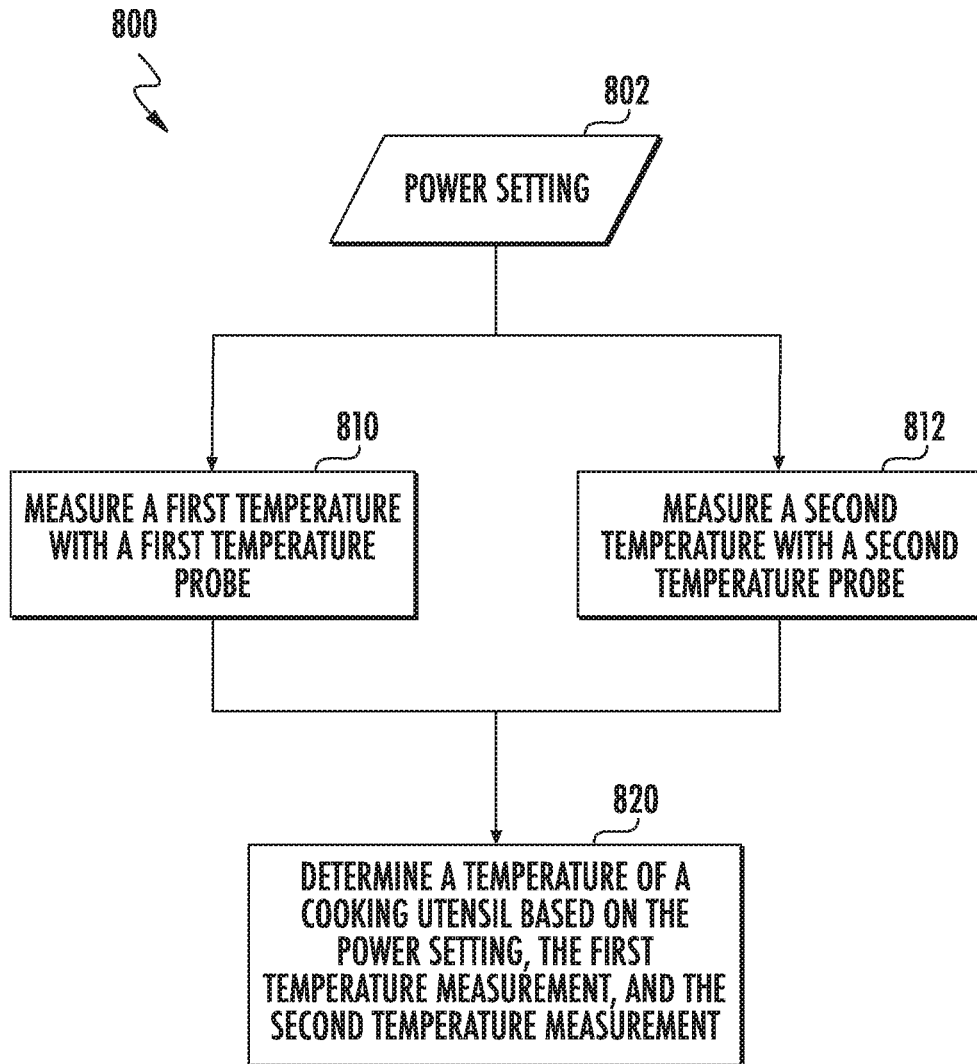 800
802
POWER SETTING
810
MEASURE A FIRST TEMPERATURE
WITH A FIRST TEMPERATURE
PROBE
812
MEASURE A SECOND
TEMPERATURE WITH A SECOND
TEMPERATURE PROBE
820
DETERMINE A TEMPERATURE OF A
COOKING UTENSIL BASED ON THE
POWER SETTING, THE FIRST
TEMPERATURE MEASUREMENT, AND THE
SECOND TEMPERATURE MEASUREMENT